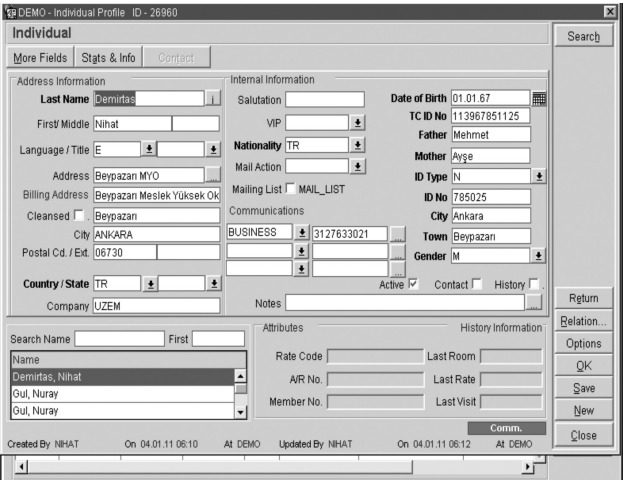 DEMO - Individual Profile ID - 26960
Individual
Search
More Fields Stats & Info Contact
Address Information
Last Name Demirtas i
First/ Middle Nihat
Language / Title E
Address Beypazarı MYO ...
Billing Address Beypazarı Meslek Yüksek Ok
Cleansed . Beypazarı
City ANKARA
Postal Cd. / Ext. 06730
Country / State TR
Company UZEM
Internal Information
Salutation
VIP
Nationality TR
Mail Action
Mailing List MAIL_LIST
Communications
BUSINESS 3127633021 ...
...
...
Date of Birth 01.01.67
TC ID No 113967851125
Father Mehmet
Mother Ayşe
ID Type N
ID No 785025
City Ankara
Town Beypazarı
Gender M
Active Contact History .
Notes ...
Search Name First
Name
Demirtas, Nihat
Gul, Nuray
Gul, Nuray
Attributes History Information
Rate Code Last Room
A/R No. Last Rate
Member No. Last Visit
Comm.
Return
Relation...
Options
OK
Save
New
Close
Created By NIHAT On 04.01.11 06:10 At DEMO Updated By NIHAT On 04.01.11 06:12 At DEMO